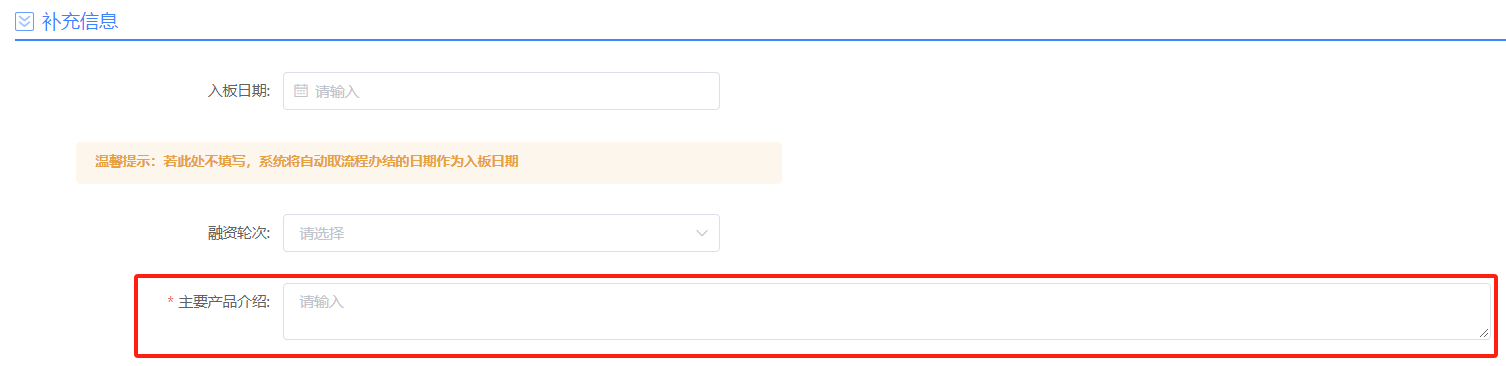 补充信息
入板日期:
请输入
温馨提示：若此处不填写，系统将自动取流程办结的日期作为入板日期
融资轮次:
请选择
* 主要产品介绍:
请输入